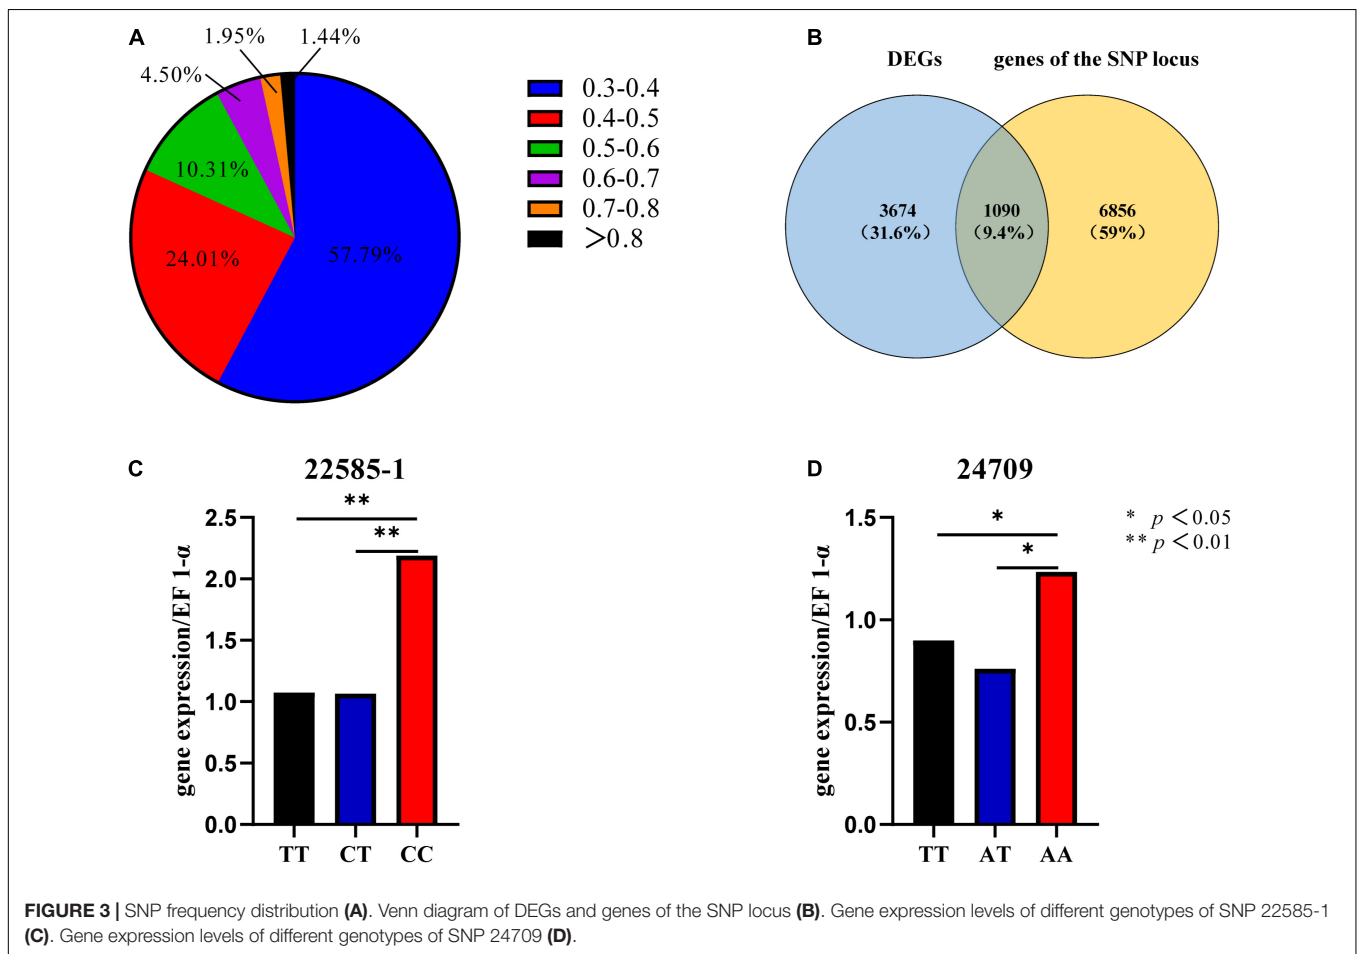 A
1.95%
1.44%
4.50%
10.31%
24.01%
57.79%
0.3-0.4
0.4-0.5
0.5-0.6
0.6-0.7
0.7-0.8
>0.8
B
DEGs
genes of the SNP locus
3674
(31.6%)
1090
(9.4%)
6856
(59%)
C
22585-1
**
**
gene expression/EF 1-α
2.5
2.0
1.5
1.0
0.5
0.0
TT CT CC
D
24709
*
*
gene expression/EF 1-α
1.5
1.0
0.5
0.0
TT AT AA
* p <0.05
** p <0.01
FIGURE 3 | SNP frequency distribution (A). Venn diagram of DEGs and genes of the SNP locus (B). Gene expression levels of different genotypes of SNP 22585-1
(C). Gene expression levels of different genotypes of SNP 24709 (D).